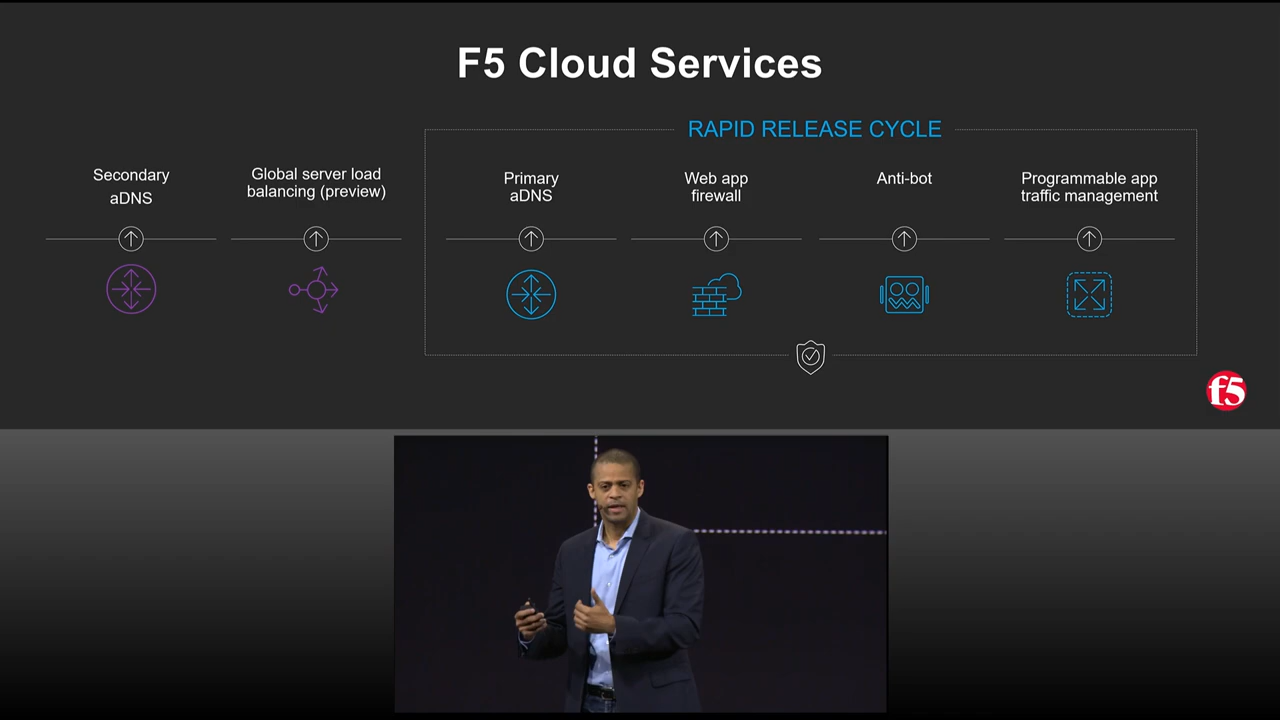 F5 Cloud Services
RAPID RELEASE CYCLE
Secondary
aDNS
Global server load
balancing (preview)
Primary
aDNS
Web app
firewall
Anti-bot
Programmable app
traffic management
f5